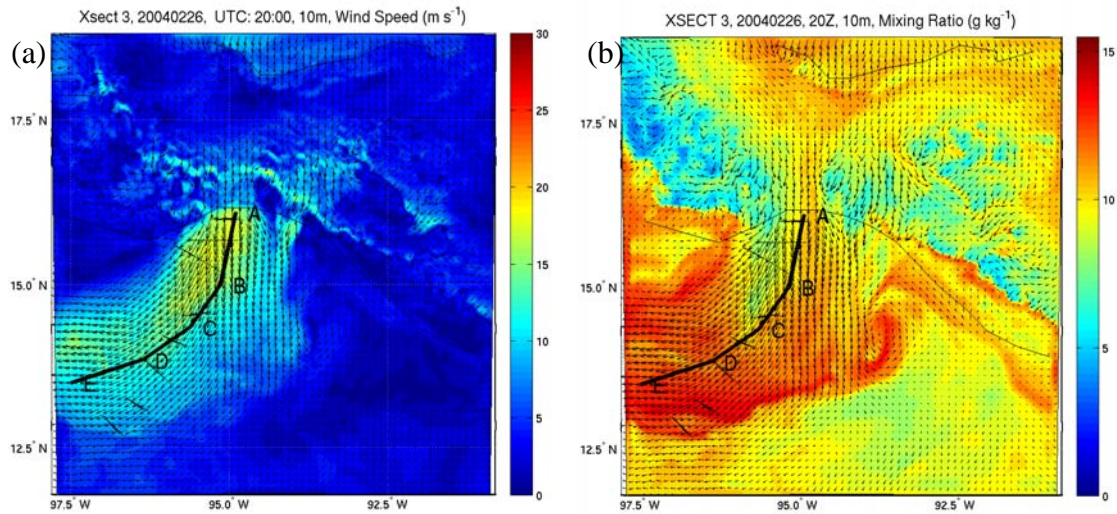 Xsect 3, 20040226, UTC: 20:00, 10m, Wind Speed (m s⁻¹)
(a)
30
25
20
15
10
5
0
17.5° N
15.0° N
12.5° N
97.5° W
95.0° W
92.5° W
A
B
C
D
E
XSECT 3, 20040226, 20Z, 10m, Mixing Ratio (g kg⁻¹)
(b)
15
10
5
0
17.5° N
15.0° N
12.5° N
97.5° W
95.0° W
92.5° W
A
B
C
D
E